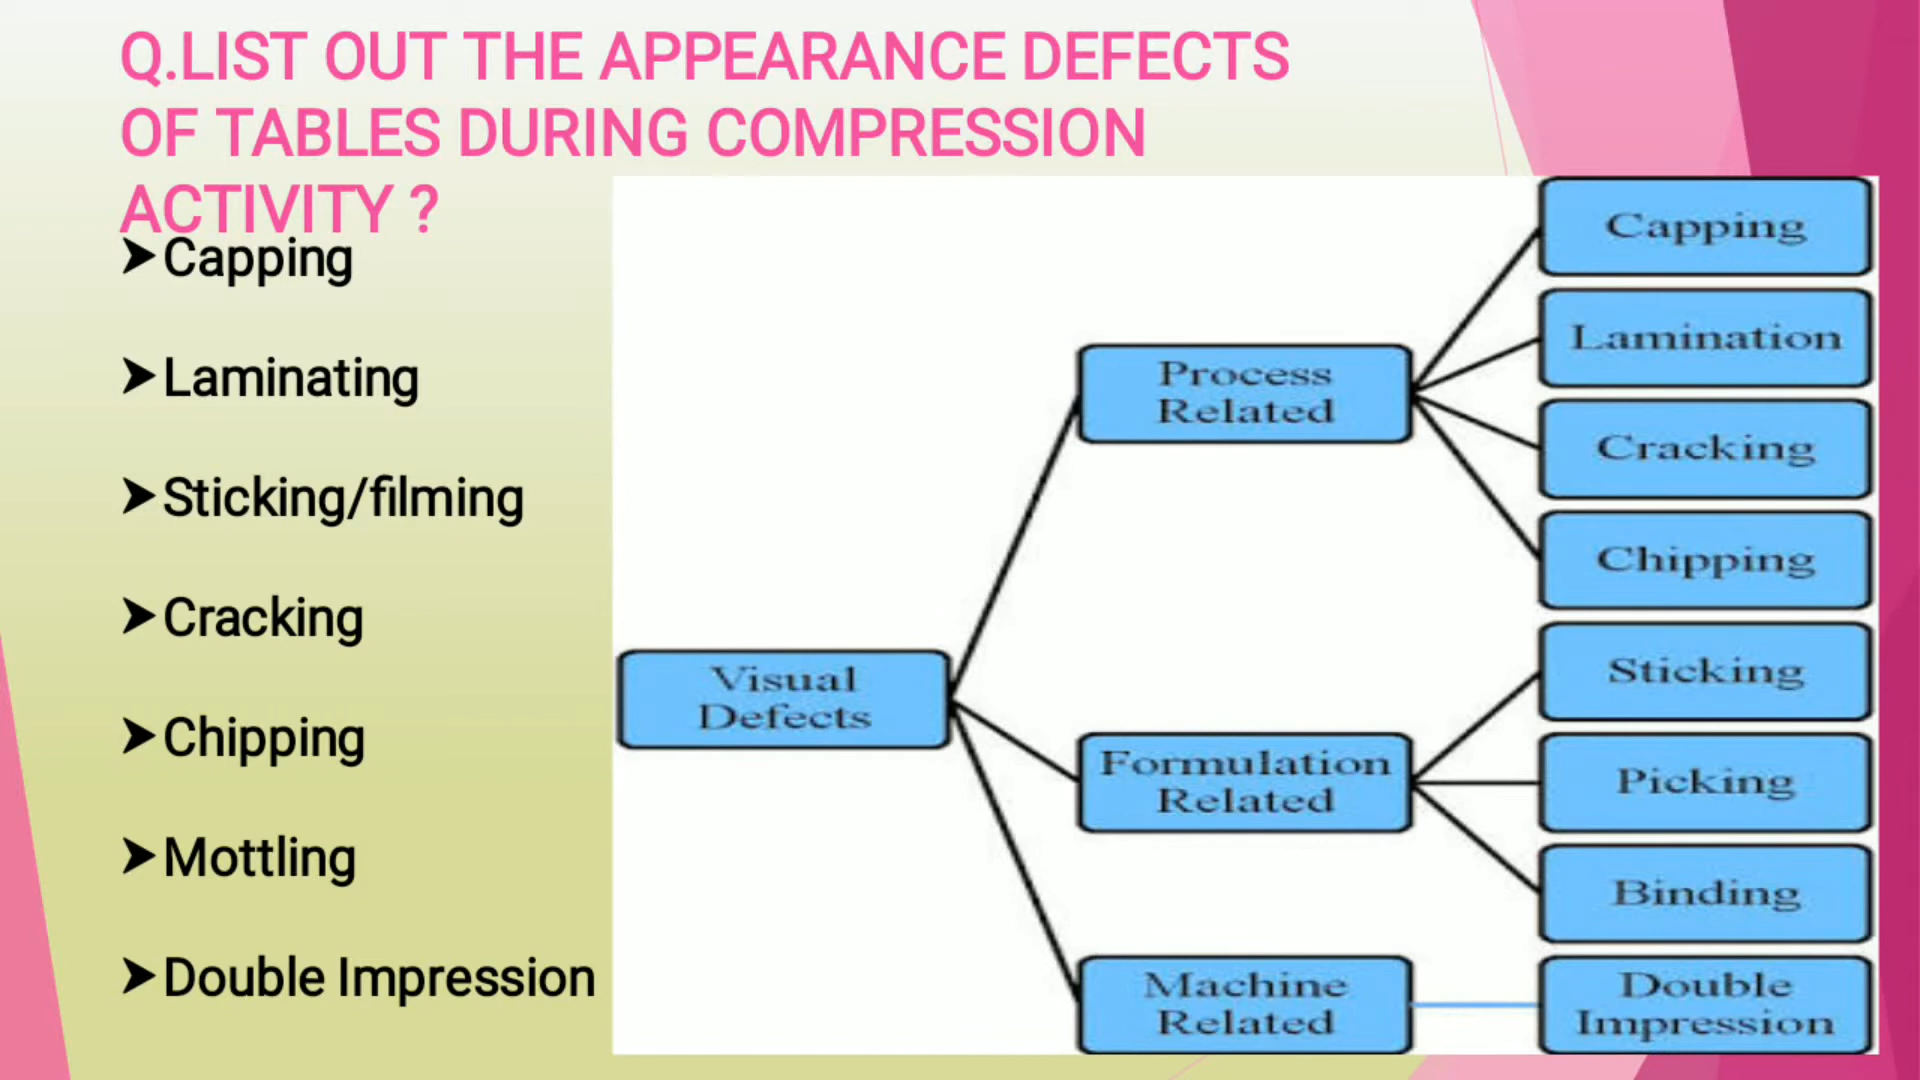 Q.LIST OUT THE APPEARANCE DEFECTS
OF TABLES DURING COMPRESSION
ACTIVITY ?
Capping
Laminating
Sticking/filming
Cracking
Chipping
Mottling
Double Impression
Visual
Defects
Process
Related
Formulation
Related
Machine
Related
Capping
Lamination
Cracking
Chipping
Sticking
Picking
Binding
Double
Impression